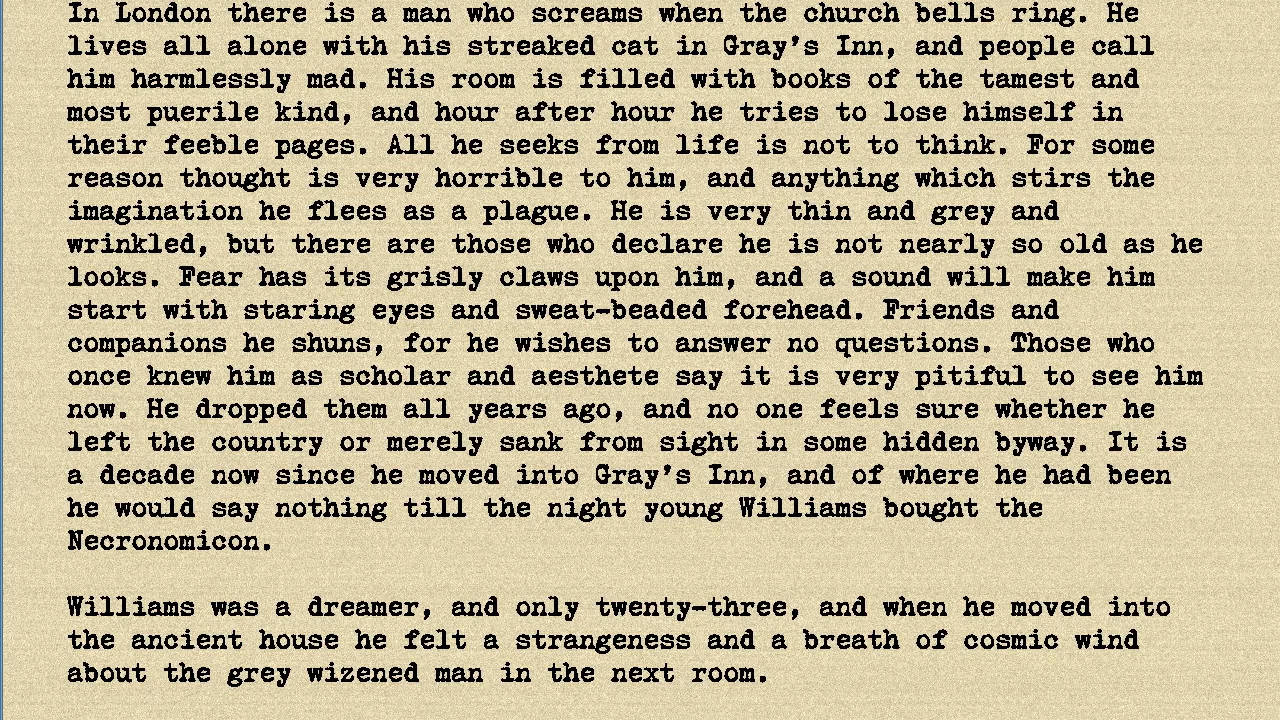 In London there is a man who screams when the church bells ring. He
lives all alone with his streaked cat in Gray's Inn, and people call
him harmlessly mad. His room is filled with books of the tamest and
most puerile kind, and hour after hour he tries to lose himself in
their feeble pages. All he seeks from life is not to think. For some
reason thought is very horrible to him, and anything which stirs the
imagination he flees as a plague. He is very thin and grey and
wrinkled, but there are those who declare he is not nearly so old as he
looks. Fear has its grisly claws upon him, and a sound will make him
start with staring eyes and sweat-beaded forehead. Friends and
companions he shuns, for he wishes to answer no questions. Those who
once knew him as scholar and aesthete say it is very pitiful to see him
now. He dropped them all years ago, and no one feels sure whether he
left the country or merely sank from sight in some hidden byway. It is
a decade now since he moved into Gray's Inn, and of where he had been
he would say nothing till the night young Williams bought the
Necronomicon.

Williams was a dreamer, and only twenty-three, and when he moved into
the ancient house he felt a strangeness and a breath of cosmic wind
about the grey wizened man in the next room.